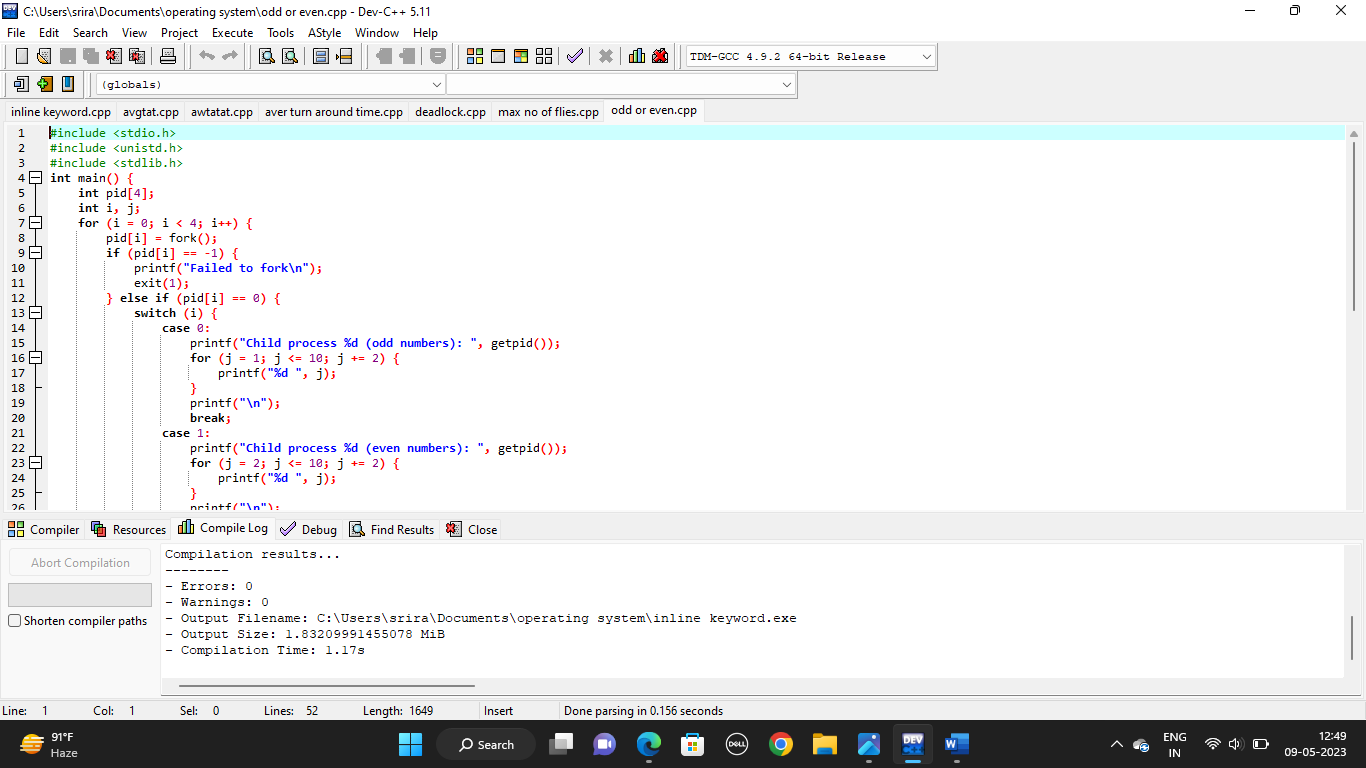 C:\Users\srira\Documents\operating system\odd or even.cpp - Dev-C++ 5.11
File Edit Search View Project Execute Tools AStyle Window Help
TDM-GCC 4.9.2 64-bit Release
(globals)
inline keyword.cpp avgtat.cpp awtatat.cpp aver turn around time.cpp deadlock.cpp max no of flies.cpp odd or even.cpp
1 #include <stdio.h>
2 #include <unistd.h>
3 #include <stdlib.h>
4 int main() {
5 int pid[4];
6 int i, j;
7 for (i = 0; i < 4; i++) {
8 pid[i] = fork();
9 if (pid[i] == -1) {
10 printf("Failed to fork\n");
11 exit(1);
12 } else if (pid[i] == 0) {
13 switch (i) {
14 case 0:
15 printf("Child process %d (odd numbers): ", getpid());
16 for (j = 1; j <= 10; j += 2) {
17 printf("%d ", j);
18 }
19 printf("\n");
20 break;
21 case 1:
22 printf("Child process %d (even numbers): ", getpid());
23 for (j = 2; j <= 10; j += 2) {
24 printf("%d ", j);
25 }
26 printf("\n");
Compiler Resources Compile Log Debug Find Results Close
Abort Compilation
Shorten compiler paths
Compilation results...
--------
- Errors: 0
- Warnings: 0
- Output Filename: C:\Users\srira\Documents\operating system\inline keyword.exe
- Output Size: 1.83209991455078 MiB
- Compilation Time: 1.17s
Line: 1 Col: 1 Sel: 0 Lines: 52 Length: 1649 Insert Done parsing in 0.156 seconds
91°F
Haze
Search
DELL
DEV
ENG
IN
12:49
09-05-2023